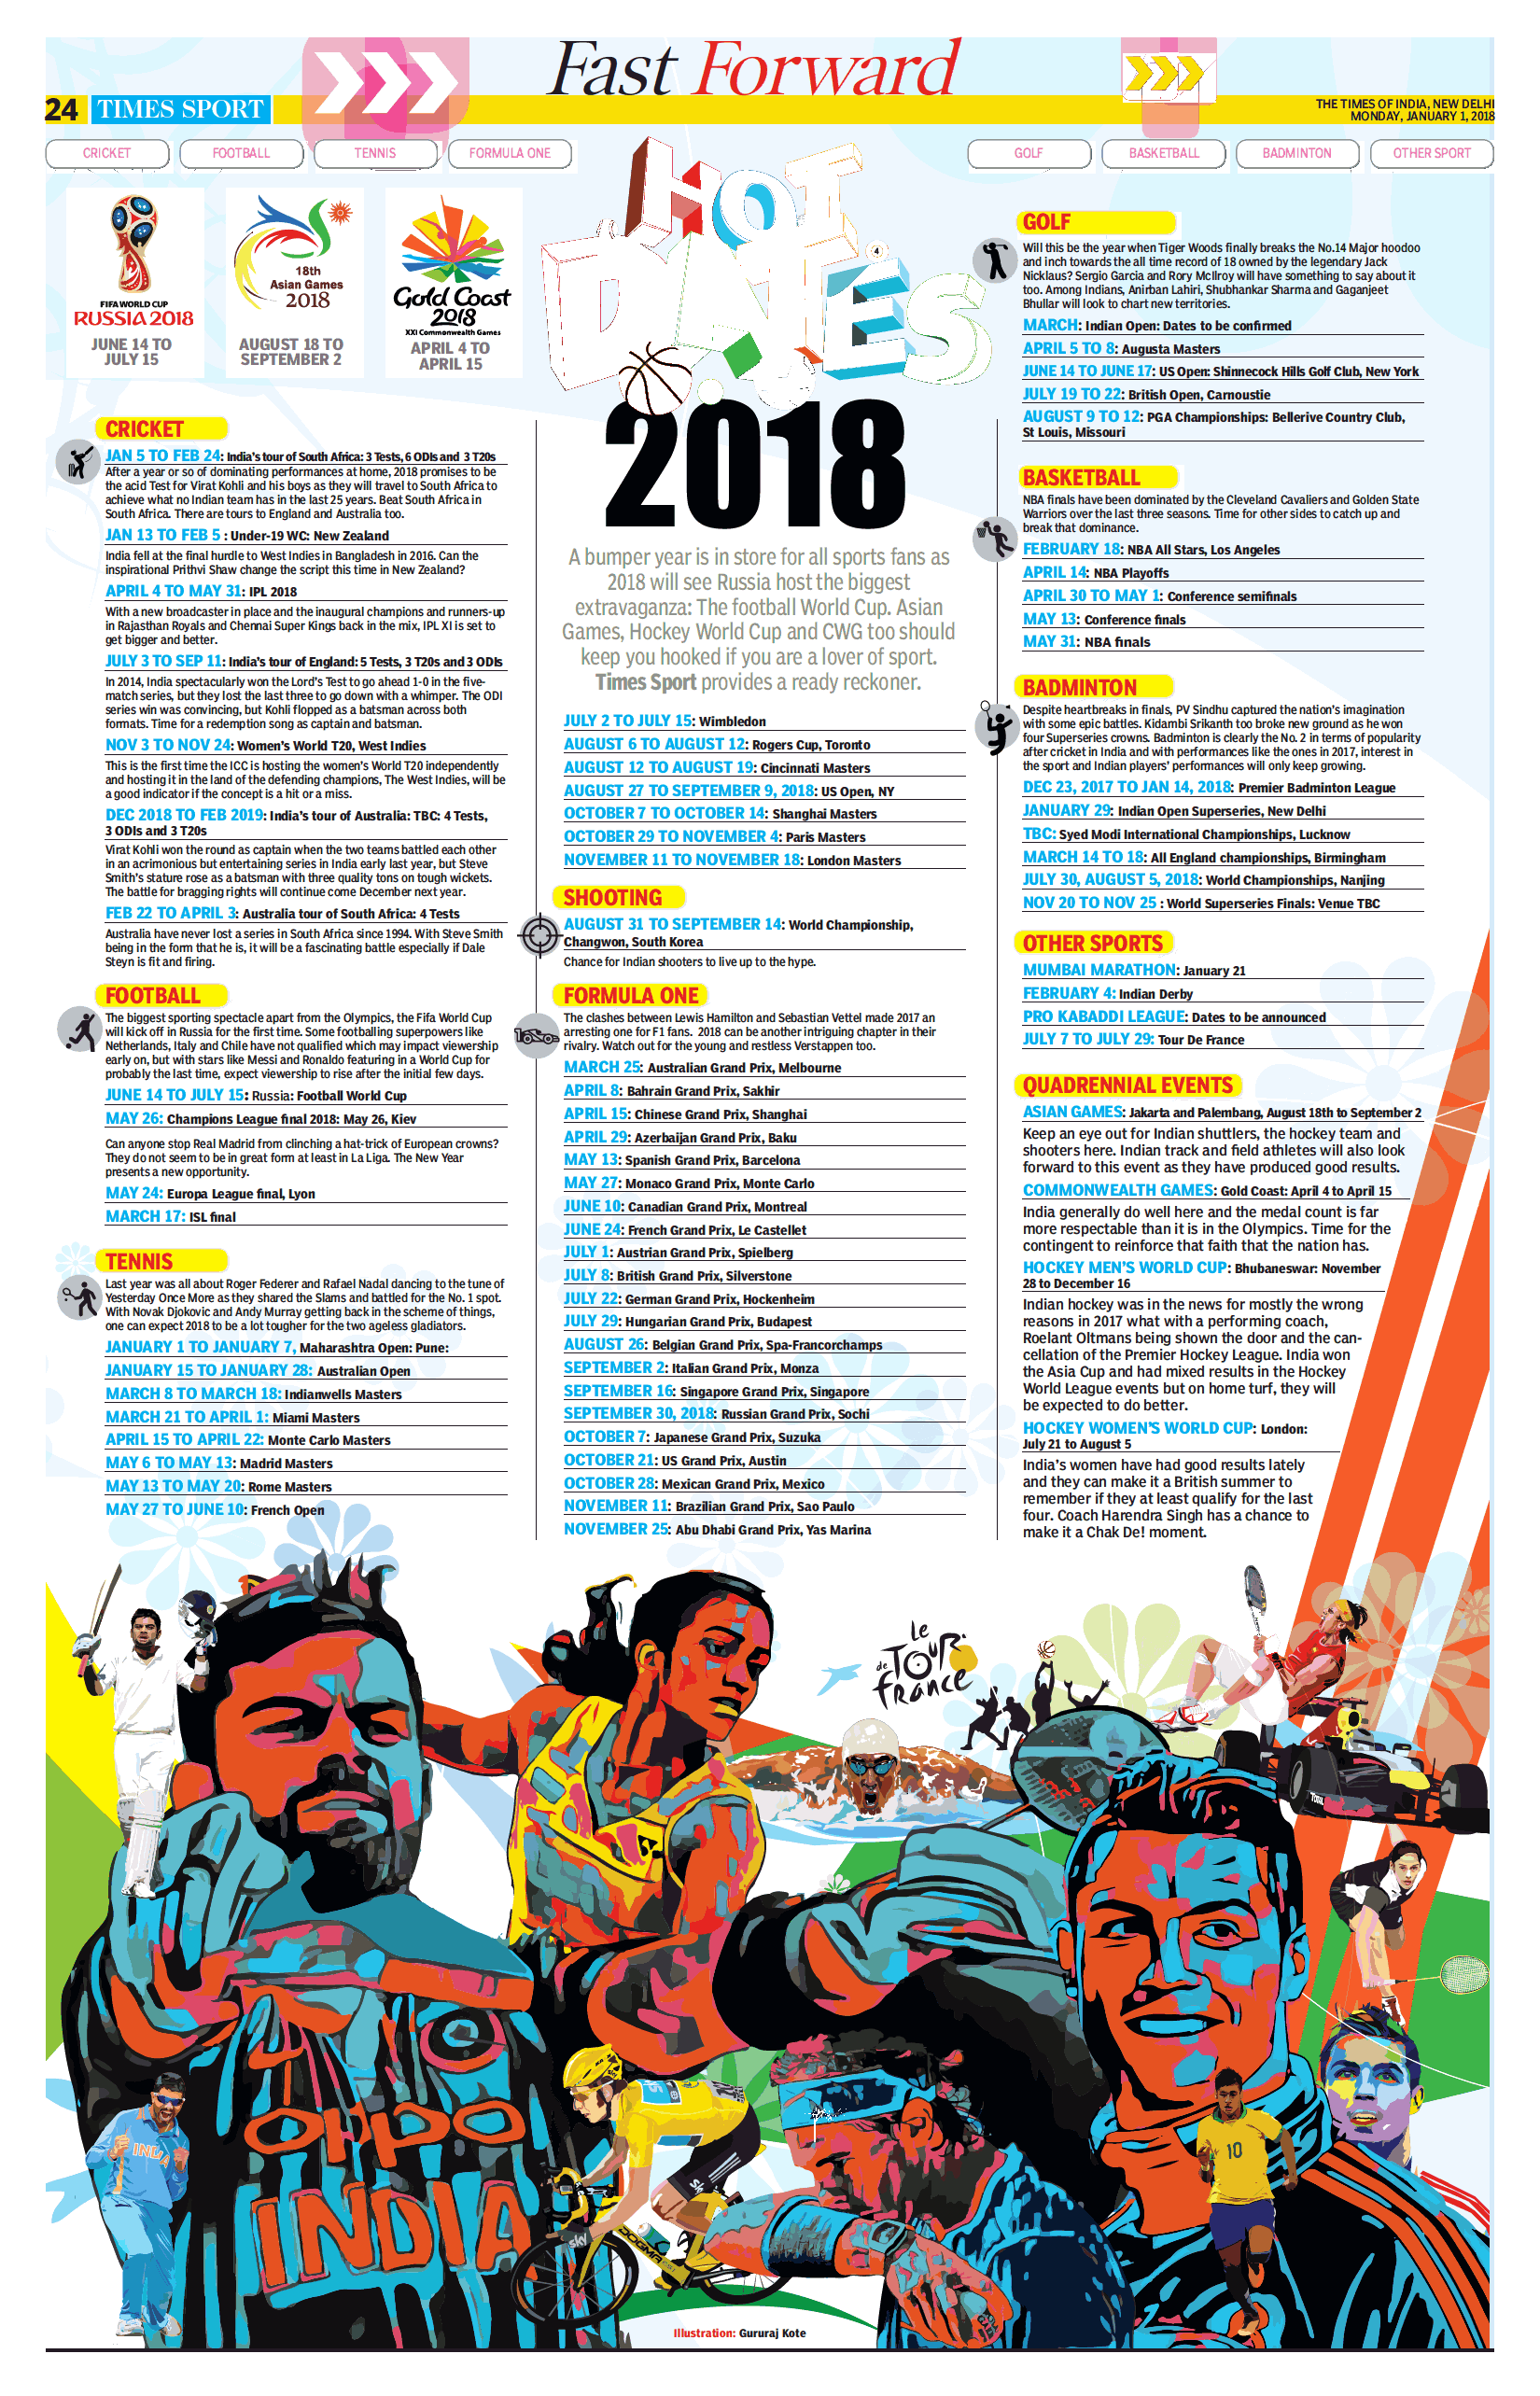 Fast Forward
24 TIMES SPORT
THE TIMES OF INDIA, NEW DELHI
MONDAY, JANUARY 1, 2018
CRICKET
FOOTBALL
TENNIS
FORMULA ONE
GOLF
BASKETBALL
BADMINTON
OTHER SPORT
FIFA WORLD CUP
RUSSIA 2018
JUNE 14 TO
JULY 15
18th
Asian Games
2018
AUGUST 18 TO
SEPTEMBER 2
Gold Coast
2018
XXI Commonwealth Games
APRIL 4 TO
APRIL 15
HOT
DATES
2018
A bumper year is in store for all sports fans as
2018 will see Russia host the biggest
extravaganza: The football World Cup. Asian
Games, Hockey World Cup and CWG too should
keep you hooked if you are a lover of sport.
Times Sport provides a ready reckoner.
CRICKET
JAN 5 TO FEB 24: India's tour of South Africa: 3 Tests, 6 ODIs and 3 T20s
After a year or so of dominating performances at home, 2018 promises to be
the acid Test for Virat Kohli and his boys as they will travel to South Africa to
achieve what no Indian team has in the last 25 years. Beat South Africa in
South Africa. There are tours to England and Australia too.
JAN 13 TO FEB 5 : Under-19 WC: New Zealand
India fell at the final hurdle to West Indies in Bangladesh in 2016. Can the
inspirational Prithvi Shaw change the script this time in New Zealand?
APRIL 4 TO MAY 31: IPL 2018
With a new broadcaster in place and the inaugural champions and runners-up
in Rajasthan Royals and Chennai Super Kings back in the mix, IPL XI is set to
get bigger and better.
JULY 3 TO SEP 11: India's tour of England: 5 Tests, 3 T20s and 3 ODIs
In 2014, India spectacularly won the Lord's Test to go ahead 1-0 in the five-
match series, but they lost the last three to go down with a whimper. The ODI
series win was convincing, but Kohli flopped as a batsman across both
formats. Time for a redemption song as captain and batsman.
NOV 3 TO NOV 24: Women's World T20, West Indies
This is the first time the ICC is hosting the women's World T20 independently
and hosting it in the land of the defending champions, The West Indies, will be
a good indicator if the concept is a hit or a miss.
DEC 2018 TO FEB 2019: India's tour of Australia: TBC: 4 Tests,
3 ODIs and 3 T20s
Virat Kohli won the round as captain when the two teams battled each other
in an acrimonious but entertaining series in India early last year, but Steve
Smith's stature rose as a batsman with three quality tons on tough wickets.
The battle for bragging rights will continue come December next year.
FEB 22 TO APRIL 3: Australia tour of South Africa: 4 Tests
Australia have never lost a series in South Africa since 1994. With Steve Smith
being in the form that he is, it will be a fascinating battle especially if Dale
Steyn is fit and firing.
FOOTBALL
The biggest sporting spectacle apart from the Olympics, the Fifa World Cup
will kick off in Russia for the first time. Some footballing superpowers like
Netherlands, Italy and Chile have not qualified which may impact viewership
early on, but with stars like Messi and Ronaldo featuring in a World Cup for
probably the last time, expect viewership to rise after the initial few days.
JUNE 14 TO JULY 15: Russia: Football World Cup
MAY 26: Champions League final 2018: May 26, Kiev
Can anyone stop Real Madrid from clinching a hat-trick of European crowns?
They do not seem to be in great form at least in La Liga. The New Year
presents a new opportunity.
MAY 24: Europa League final, Lyon
MARCH 17: ISL final
TENNIS
Last year was all about Roger Federer and Rafael Nadal dancing to the tune of
Yesterday Once More as they shared the Slams and battled for the No. 1 spot.
With Novak Djokovic and Andy Murray getting back in the scheme of things,
one can expect 2018 to be a lot tougher for the two ageless gladiators.
JANUARY 1 TO JANUARY 7, Maharashtra Open: Pune:
JANUARY 15 TO JANUARY 28: Australian Open
MARCH 8 TO MARCH 18: Indianwells Masters
MARCH 21 TO APRIL 1: Miami Masters
APRIL 15 TO APRIL 22: Monte Carlo Masters
MAY 6 TO MAY 13: Madrid Masters
MAY 13 TO MAY 20: Rome Masters
MAY 27 TO JUNE 10: French Open
JULY 2 TO JULY 15: Wimbledon
AUGUST 6 TO AUGUST 12: Rogers Cup, Toronto
AUGUST 12 TO AUGUST 19: Cincinnati Masters
AUGUST 27 TO SEPTEMBER 9, 2018: US Open, NY
OCTOBER 7 TO OCTOBER 14: Shanghai Masters
OCTOBER 29 TO NOVEMBER 4: Paris Masters
NOVEMBER 11 TO NOVEMBER 18: London Masters
SHOOTING
AUGUST 31 TO SEPTEMBER 14: World Championship,
Changwon, South Korea
Chance for Indian shooters to live up to the hype.
FORMULA ONE
The clashes between Lewis Hamilton and Sebastian Vettel made 2017 an
arresting one for F1 fans. 2018 can be another intriguing chapter in their
rivalry. Watch out for the young and restless Verstappen too.
MARCH 25: Australian Grand Prix, Melbourne
APRIL 8: Bahrain Grand Prix, Sakhir
APRIL 15: Chinese Grand Prix, Shanghai
APRIL 29: Azerbaijan Grand Prix, Baku
MAY 13: Spanish Grand Prix, Barcelona
MAY 27: Monaco Grand Prix, Monte Carlo
JUNE 10: Canadian Grand Prix, Montreal
JUNE 24: French Grand Prix, Le Castellet
JULY 1: Austrian Grand Prix, Spielberg
JULY 8: British Grand Prix, Silverstone
JULY 22: German Grand Prix, Hockenheim
JULY 29: Hungarian Grand Prix, Budapest
AUGUST 26: Belgian Grand Prix, Spa-Francorchamps
SEPTEMBER 2: Italian Grand Prix, Monza
SEPTEMBER 16: Singapore Grand Prix, Singapore
SEPTEMBER 30, 2018: Russian Grand Prix, Sochi
OCTOBER 7: Japanese Grand Prix, Suzuka
OCTOBER 21: US Grand Prix, Austin
OCTOBER 28: Mexican Grand Prix, Mexico
NOVEMBER 11: Brazilian Grand Prix, Sao Paulo
NOVEMBER 25: Abu Dhabi Grand Prix, Yas Marina
GOLF
Will this be the year when Tiger Woods finally breaks the No.14 Major hoodoo
and inch towards the all time record of 18 owned by the legendary Jack
Nicklaus? Sergio Garcia and Rory McIlroy will have something to say about it
too. Among Indians, Anirban Lahiri, Shubhankar Sharma and Gaganjeet
Bhullar will look to chart new territories.
MARCH: Indian Open: Dates to be confirmed
APRIL 5 TO 8: Augusta Masters
JUNE 14 TO JUNE 17: US Open: Shinnecock Hills Golf Club, New York
JULY 19 TO 22: British Open, Carnoustie
AUGUST 9 TO 12: PGA Championships: Bellerive Country Club,
St Louis, Missouri
BASKETBALL
NBA finals have been dominated by the Cleveland Cavaliers and Golden State
Warriors over the last three seasons. Time for other sides to catch up and
break that dominance.
FEBRUARY 18: NBA All Stars, Los Angeles
APRIL 14: NBA Playoffs
APRIL 30 TO MAY 1: Conference semifinals
MAY 13: Conference finals
MAY 31: NBA finals
BADMINTON
Despite heartbreaks in finals, PV Sindhu captured the nation's imagination
with some epic battles. Kidambi Srikanth too broke new ground as he won
four Superseries crowns. Badminton is clearly the No. 2 in terms of popularity
after cricket in India and with performances like the ones in 2017, interest in
the sport and Indian players' performances will only keep growing.
DEC 23, 2017 TO JAN 14, 2018: Premier Badminton League
JANUARY 29: Indian Open Superseries, New Delhi
TBC: Syed Modi International Championships, Lucknow
MARCH 14 TO 18: All England championships, Birmingham
JULY 30, AUGUST 5, 2018: World Championships, Nanjing
NOV 20 TO NOV 25 : World Superseries Finals: Venue TBC
OTHER SPORTS
MUMBAI MARATHON: January 21
FEBRUARY 4: Indian Derby
PRO KABADDI LEAGUE: Dates to be announced
JULY 7 TO JULY 29: Tour De France
QUADRENNIAL EVENTS
ASIAN GAMES: Jakarta and Palembang, August 18th to September 2
Keep an eye out for Indian shuttlers, the hockey team and
shooters here. Indian track and field athletes will also look
forward to this event as they have produced good results.
COMMONWEALTH GAMES: Gold Coast: April 4 to April 15
India generally do well here and the medal count is far
more respectable than it is in the Olympics. Time for the
contingent to reinforce that faith that the nation has.
HOCKEY MEN'S WORLD CUP: Bhubaneswar: November
28 to December 16
Indian hockey was in the news for mostly the wrong
reasons in 2017 what with a performing coach,
Roelant Oltmans being shown the door and the can-
cellation of the Premier Hockey League. India won
the Asia Cup and had mixed results in the Hockey
World League events but on home turf, they will
be expected to do better.
HOCKEY WOMEN'S WORLD CUP: London:
July 21 to August 5
India's women have had good results lately
and they can make it a British summer to
remember if they at least qualify for the last
four. Coach Harendra Singh has a chance to
make it a Chak De! moment.
Le
TOUR
de
FRANCE
oppo
INDIA
INDIA
SKY
DOGMA
10
Illustration: Gururaj Kote